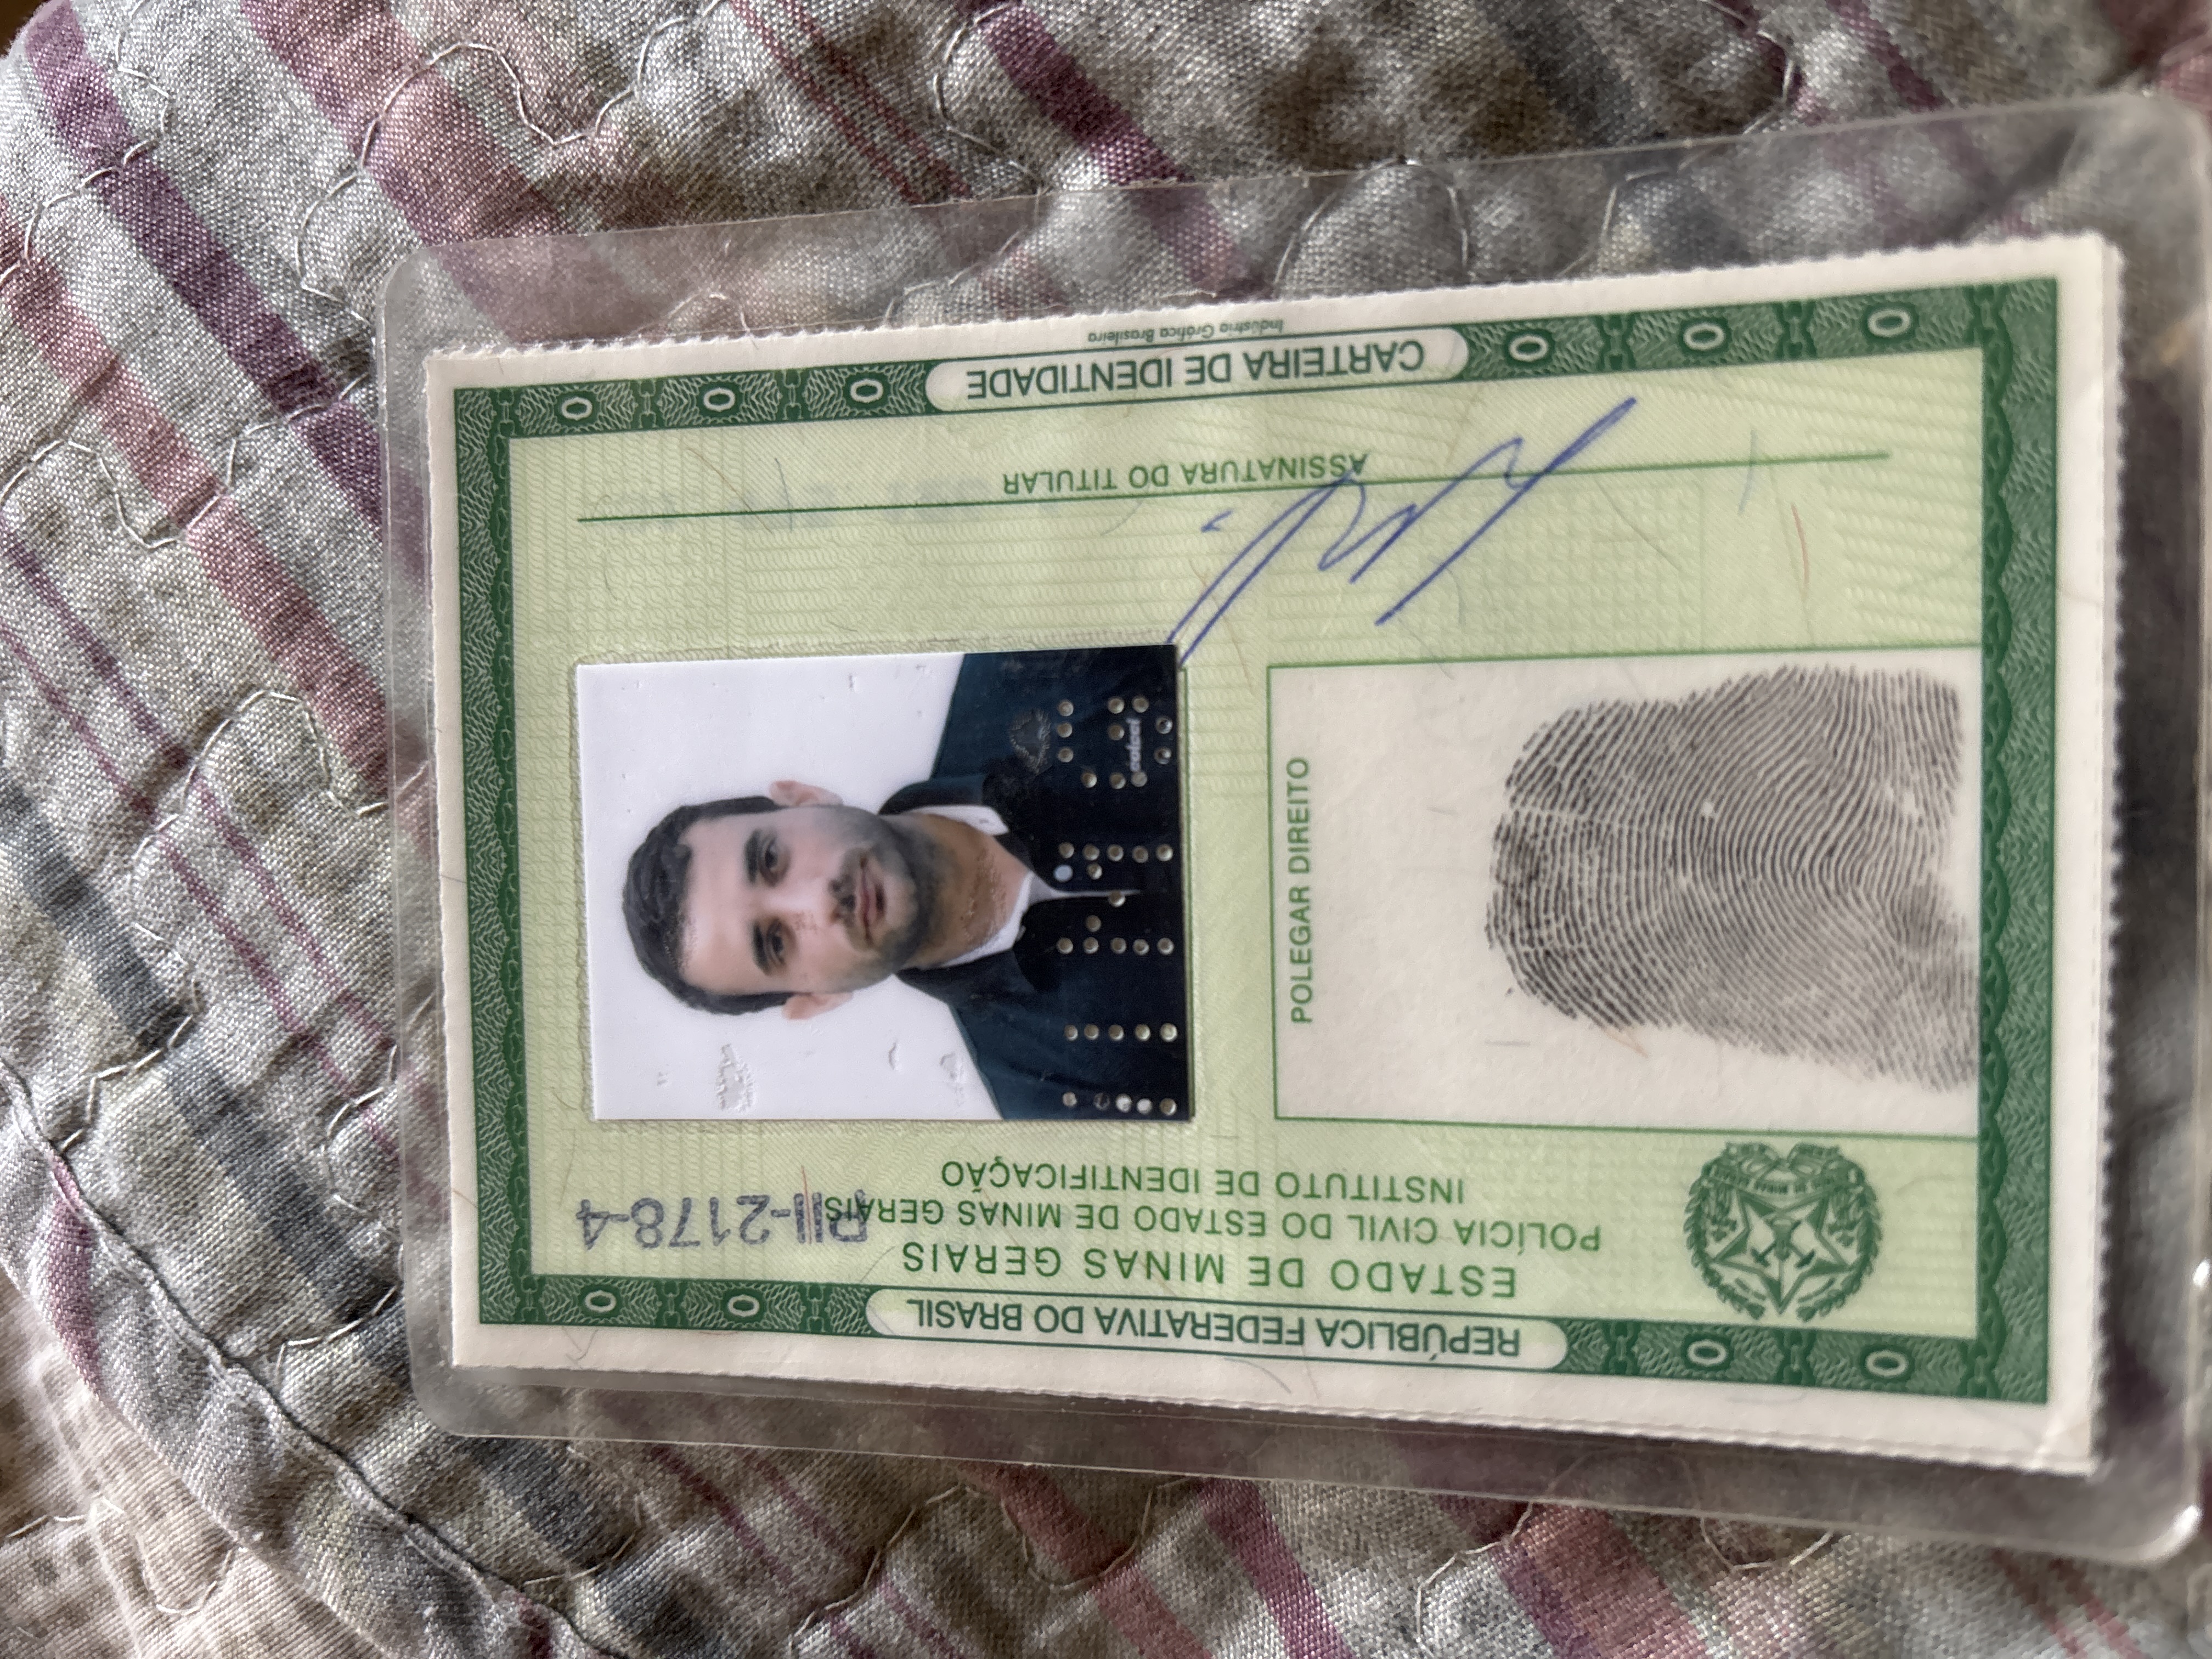 REPÚBLICA FEDERATIVA DO BRASIL
ESTADO DE MINAS GERAIS
POLÍCIA CIVIL DO ESTADO DE MINAS GERAIS
INSTITUTO DE IDENTIFICAÇÃO
PIII-2178-4
POLEGAR DIREITO
colcci
ASSINATURA DO TITULAR
CARTEIRA DE IDENTIDADE
Indústria Gráfica Brasileira